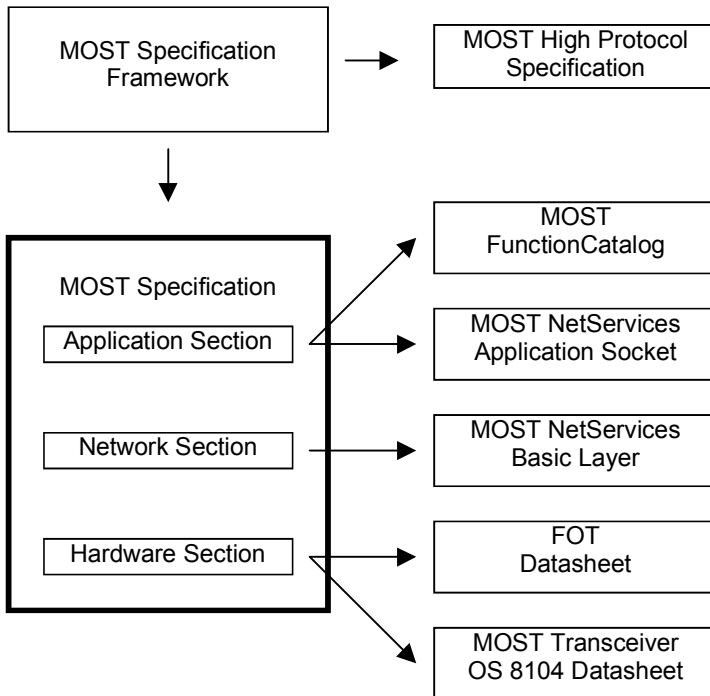 MOST Specification
Framework
MOST High Protocol
Specification
MOST Specification
Application Section
Network Section
Hardware Section
MOST
FunctionCatalog
MOST NetServices
Application Socket
MOST NetServices
Basic Layer
FOT
Datasheet
MOST Transceiver
OS 8104 Datasheet